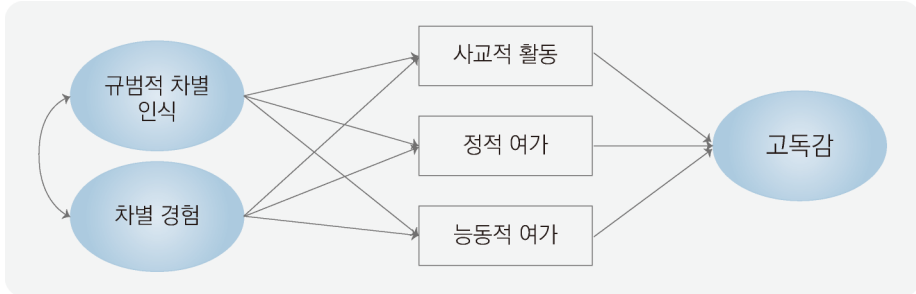 규범적 차별
인식
차별 경험
사교적 활동
정적 여가
능동적 여가
고독감